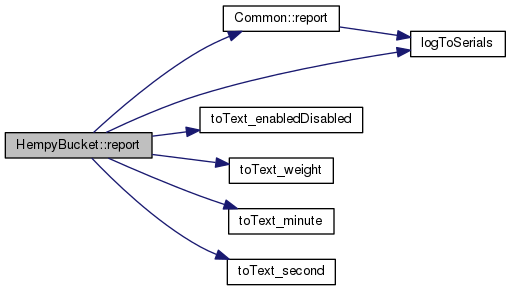 Common::report
logToSerials
toText_enabledDisabled
HempyBucket::report
toText_weight
toText_minute
toText_second